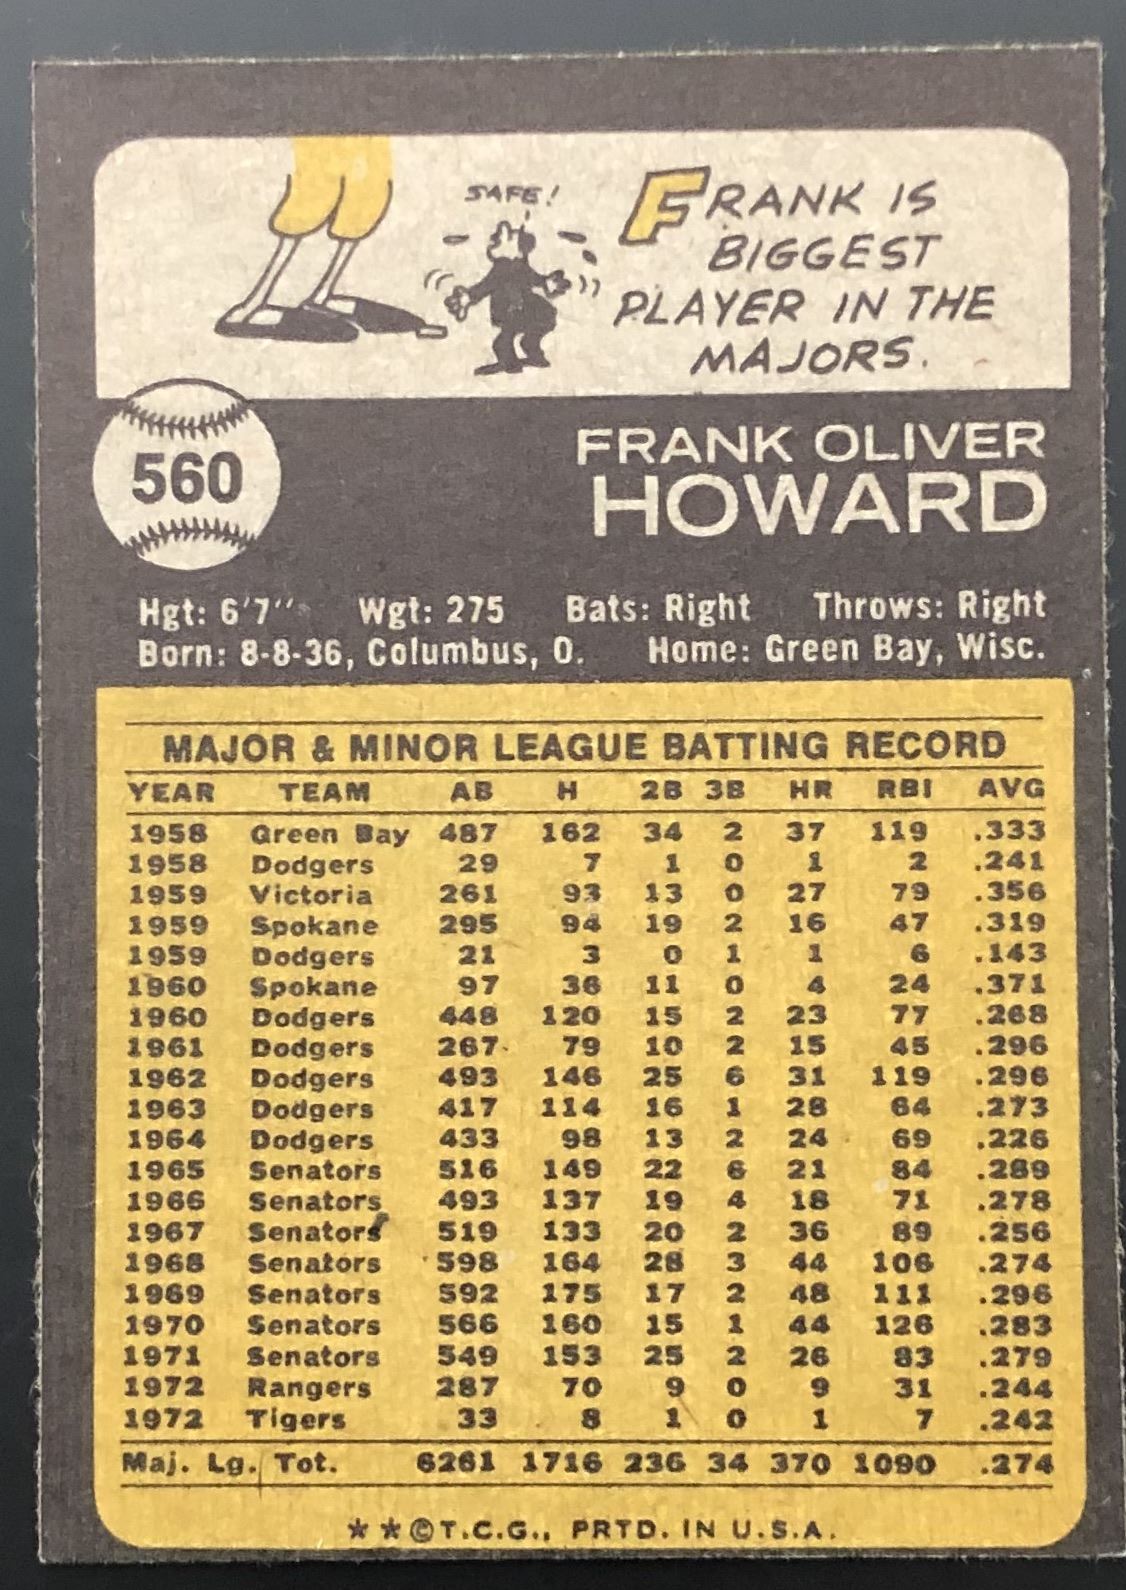 SAFE!
FRANK IS
BIGGEST
PLAYER IN THE
MAJORS.
560
FRANK OLIVER
HOWARD
Hgt: 6'7" Wgt: 275 Bats: Right Throws: Right
Born: 8-8-36, Columbus, O. Home: Green Bay, Wisc.
MAJOR & MINOR LEAGUE BATTING RECORD
YEAR TEAM AB H 2B 3B HR RBI AVG
1958 Green Bay 487 162 34 2 37 119 .333
1958 Dodgers 29 7 1 0 1 2 .241
1959 Victoria 261 93 13 0 27 79 .356
1959 Spokane 295 94 19 2 16 47 .319
1959 Dodgers 21 3 0 1 1 6 .143
1960 Spokane 97 36 11 0 4 24 .371
1960 Dodgers 448 120 15 2 23 77 .268
1961 Dodgers 267 79 10 2 15 45 .296
1962 Dodgers 493 146 25 6 31 119 .296
1963 Dodgers 417 114 16 1 28 64 .273
1964 Dodgers 433 98 13 2 24 69 .226
1965 Senators 516 149 22 6 21 84 .289
1966 Senators 493 137 19 4 18 71 .278
1967 Senators 519 133 20 2 36 89 .256
1968 Senators 598 164 28 3 44 106 .274
1969 Senators 592 175 17 2 48 111 .296
1970 Senators 566 160 15 1 44 126 .283
1971 Senators 549 153 25 2 26 83 .279
1972 Rangers 287 70 9 0 9 31 .244
1972 Tigers 33 8 1 0 1 7 .242
Maj. Lg. Tot. 6261 1716 236 34 370 1090 .274
★★©T.C.G., PRTD. IN U.S.A.